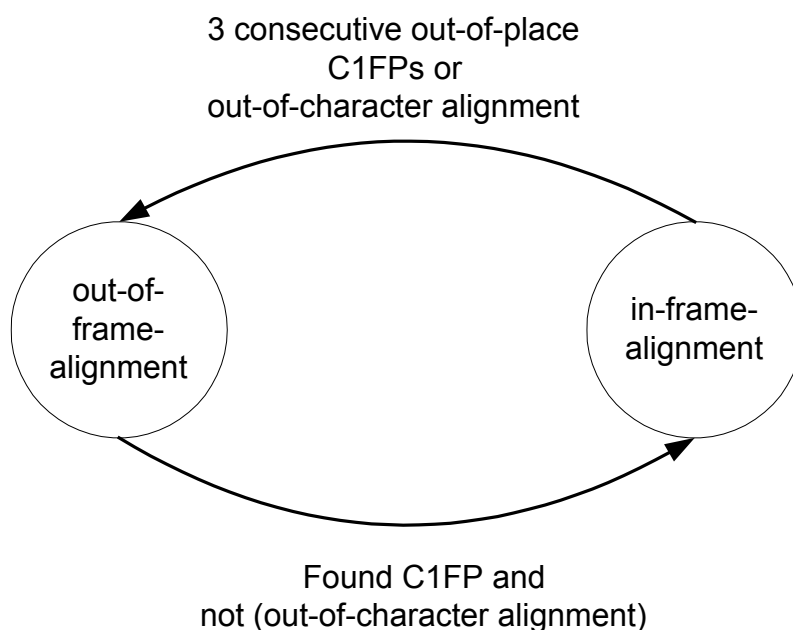 3 consecutive out-of-place
C1FPs or
out-of-character alignment
out-of-
frame-
alignment
in-frame-
alignment
Found C1FP and
not (out-of-character alignment)